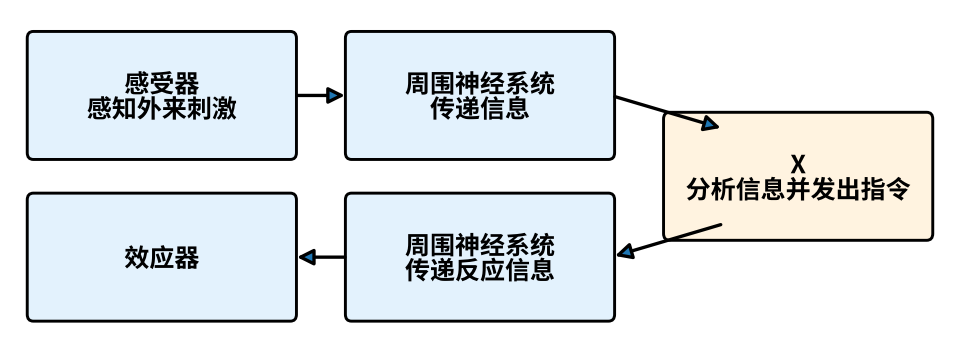 感受器
感知外来刺激
周围神经系统
传递信息
X
分析信息并发出指令
效应器
周围神经系统
传递反应信息